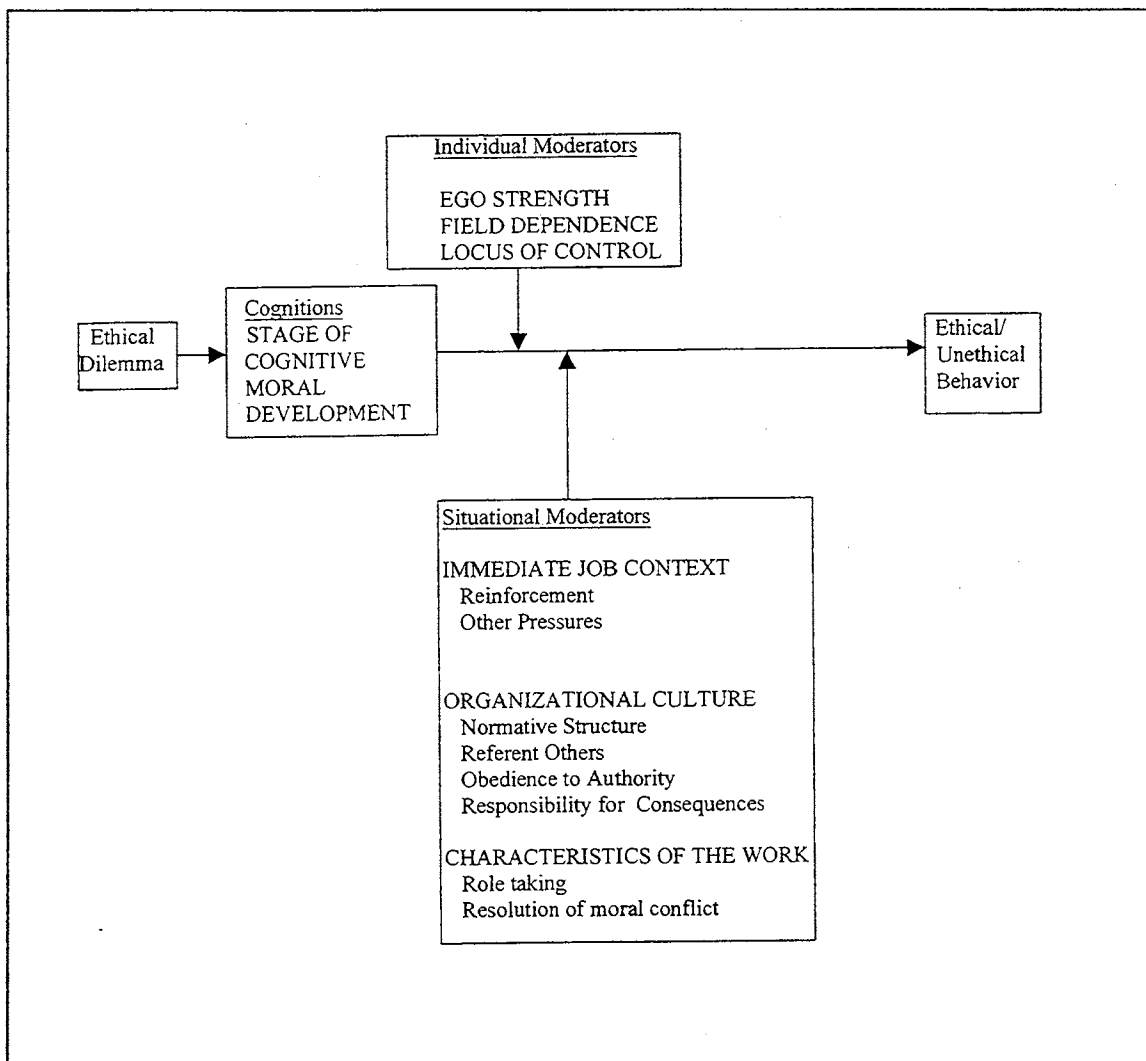 Individual Moderators
EGO STRENGTH
FIELD DEPENDENCE
LOCUS OF CONTROL
Ethical
Dilemma
Cognitions
STAGE OF
COGNITIVE
MORAL
DEVELOPMENT
Ethical/
Unethical
Behavior
Situational Moderators
IMMEDIATE JOB CONTEXT
Reinforcement
Other Pressures
ORGANIZATIONAL CULTURE
Normative Structure
Referent Others
Obedience to Authority
Responsibility for Consequences
CHARACTERISTICS OF THE WORK
Role taking
Resolution of moral conflict